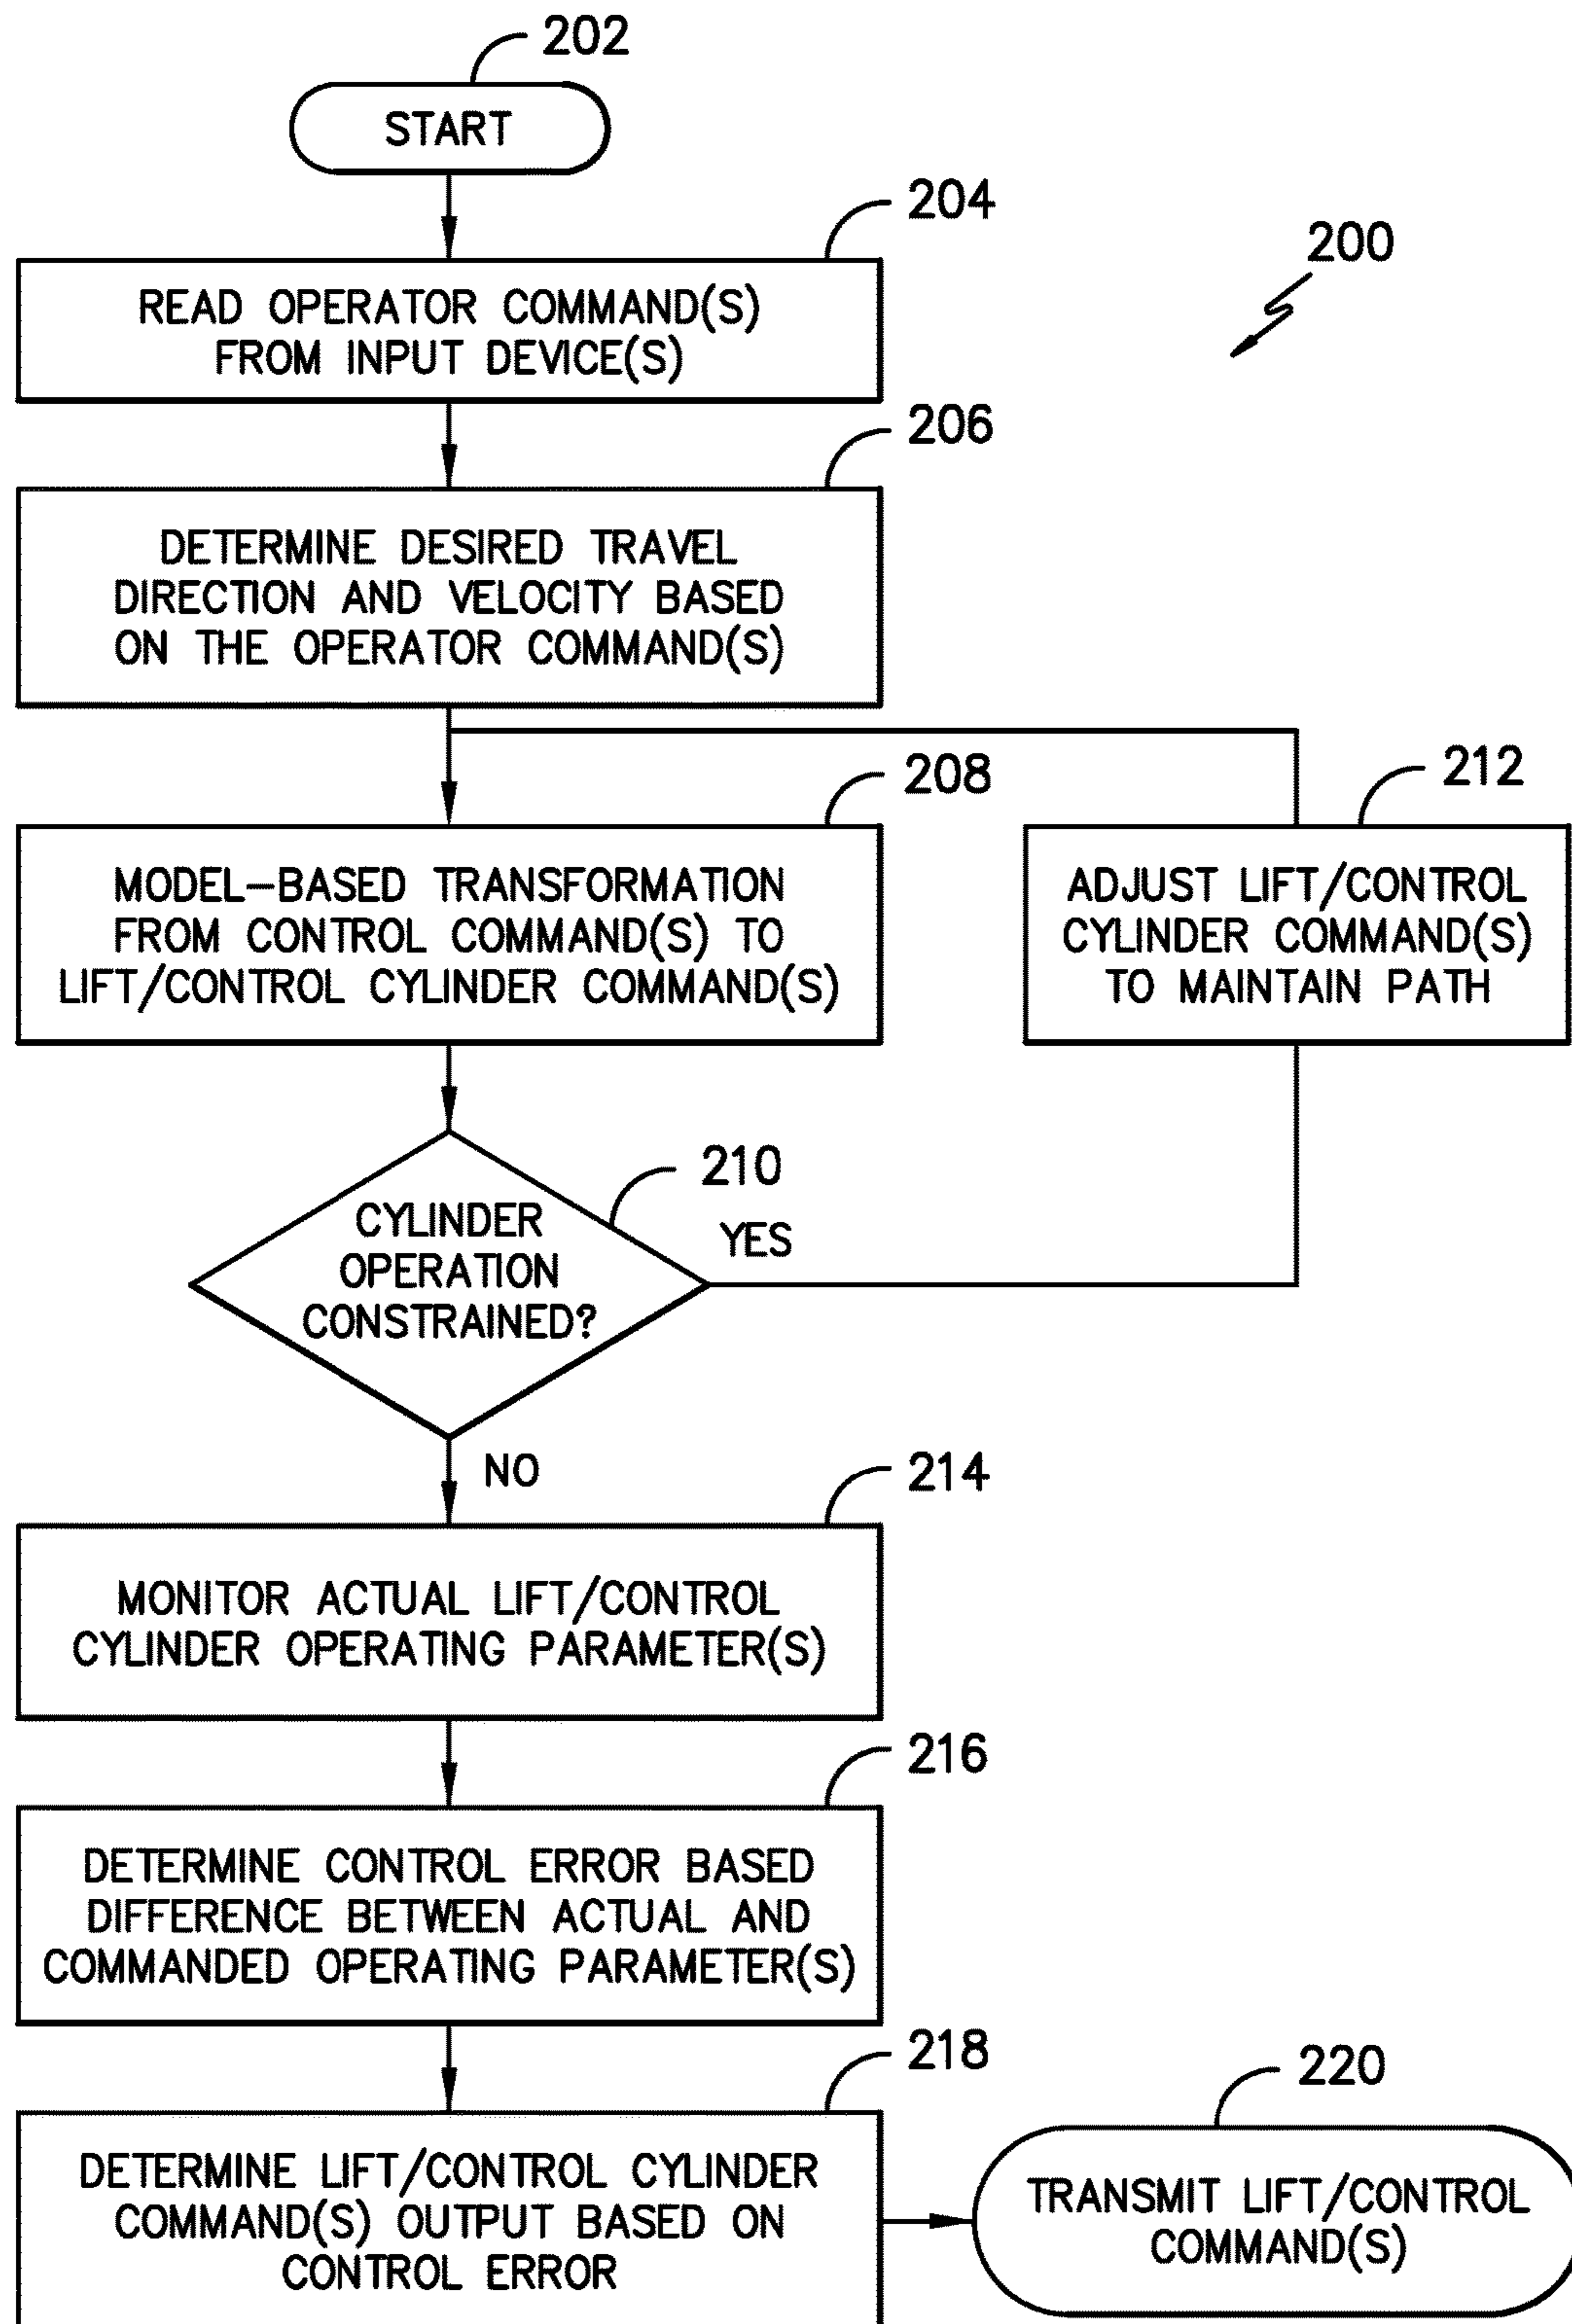 202
START
204
200
READ OPERATOR COMMAND(S)
FROM INPUT DEVICE(S)
206
DETERMINE DESIRED TRAVEL
DIRECTION AND VELOCITY BASED
ON THE OPERATOR COMMAND(S)
208
212
MODEL-BASED TRANSFORMATION
FROM CONTROL COMMAND(S) TO
LIFT/CONTROL CYLINDER COMMAND(S)
ADJUST LIFT/CONTROL
CYLINDER COMMAND(S)
TO MAINTAIN PATH
210
YES
CYLINDER
OPERATION
CONSTRAINED?
NO
214
MONITOR ACTUAL LIFT/CONTROL
CYLINDER OPERATING PARAMETER(S)
216
DETERMINE CONTROL ERROR BASED
DIFFERENCE BETWEEN ACTUAL AND
COMMANDED OPERATING PARAMETER(S)
218
220
DETERMINE LIFT/CONTROL CYLINDER
COMMAND(S) OUTPUT BASED ON
CONTROL ERROR
TRANSMIT LIFT/CONTROL
COMMAND(S)